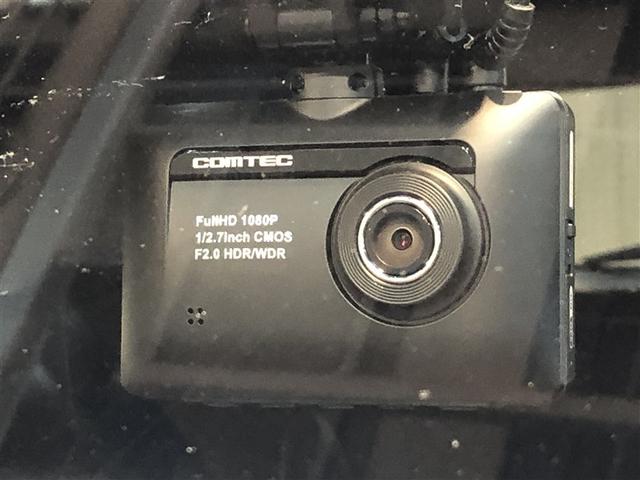 COMTEC
FullHD 1080P
1/2.7inch CMOS
F2.0 HDR/WDR